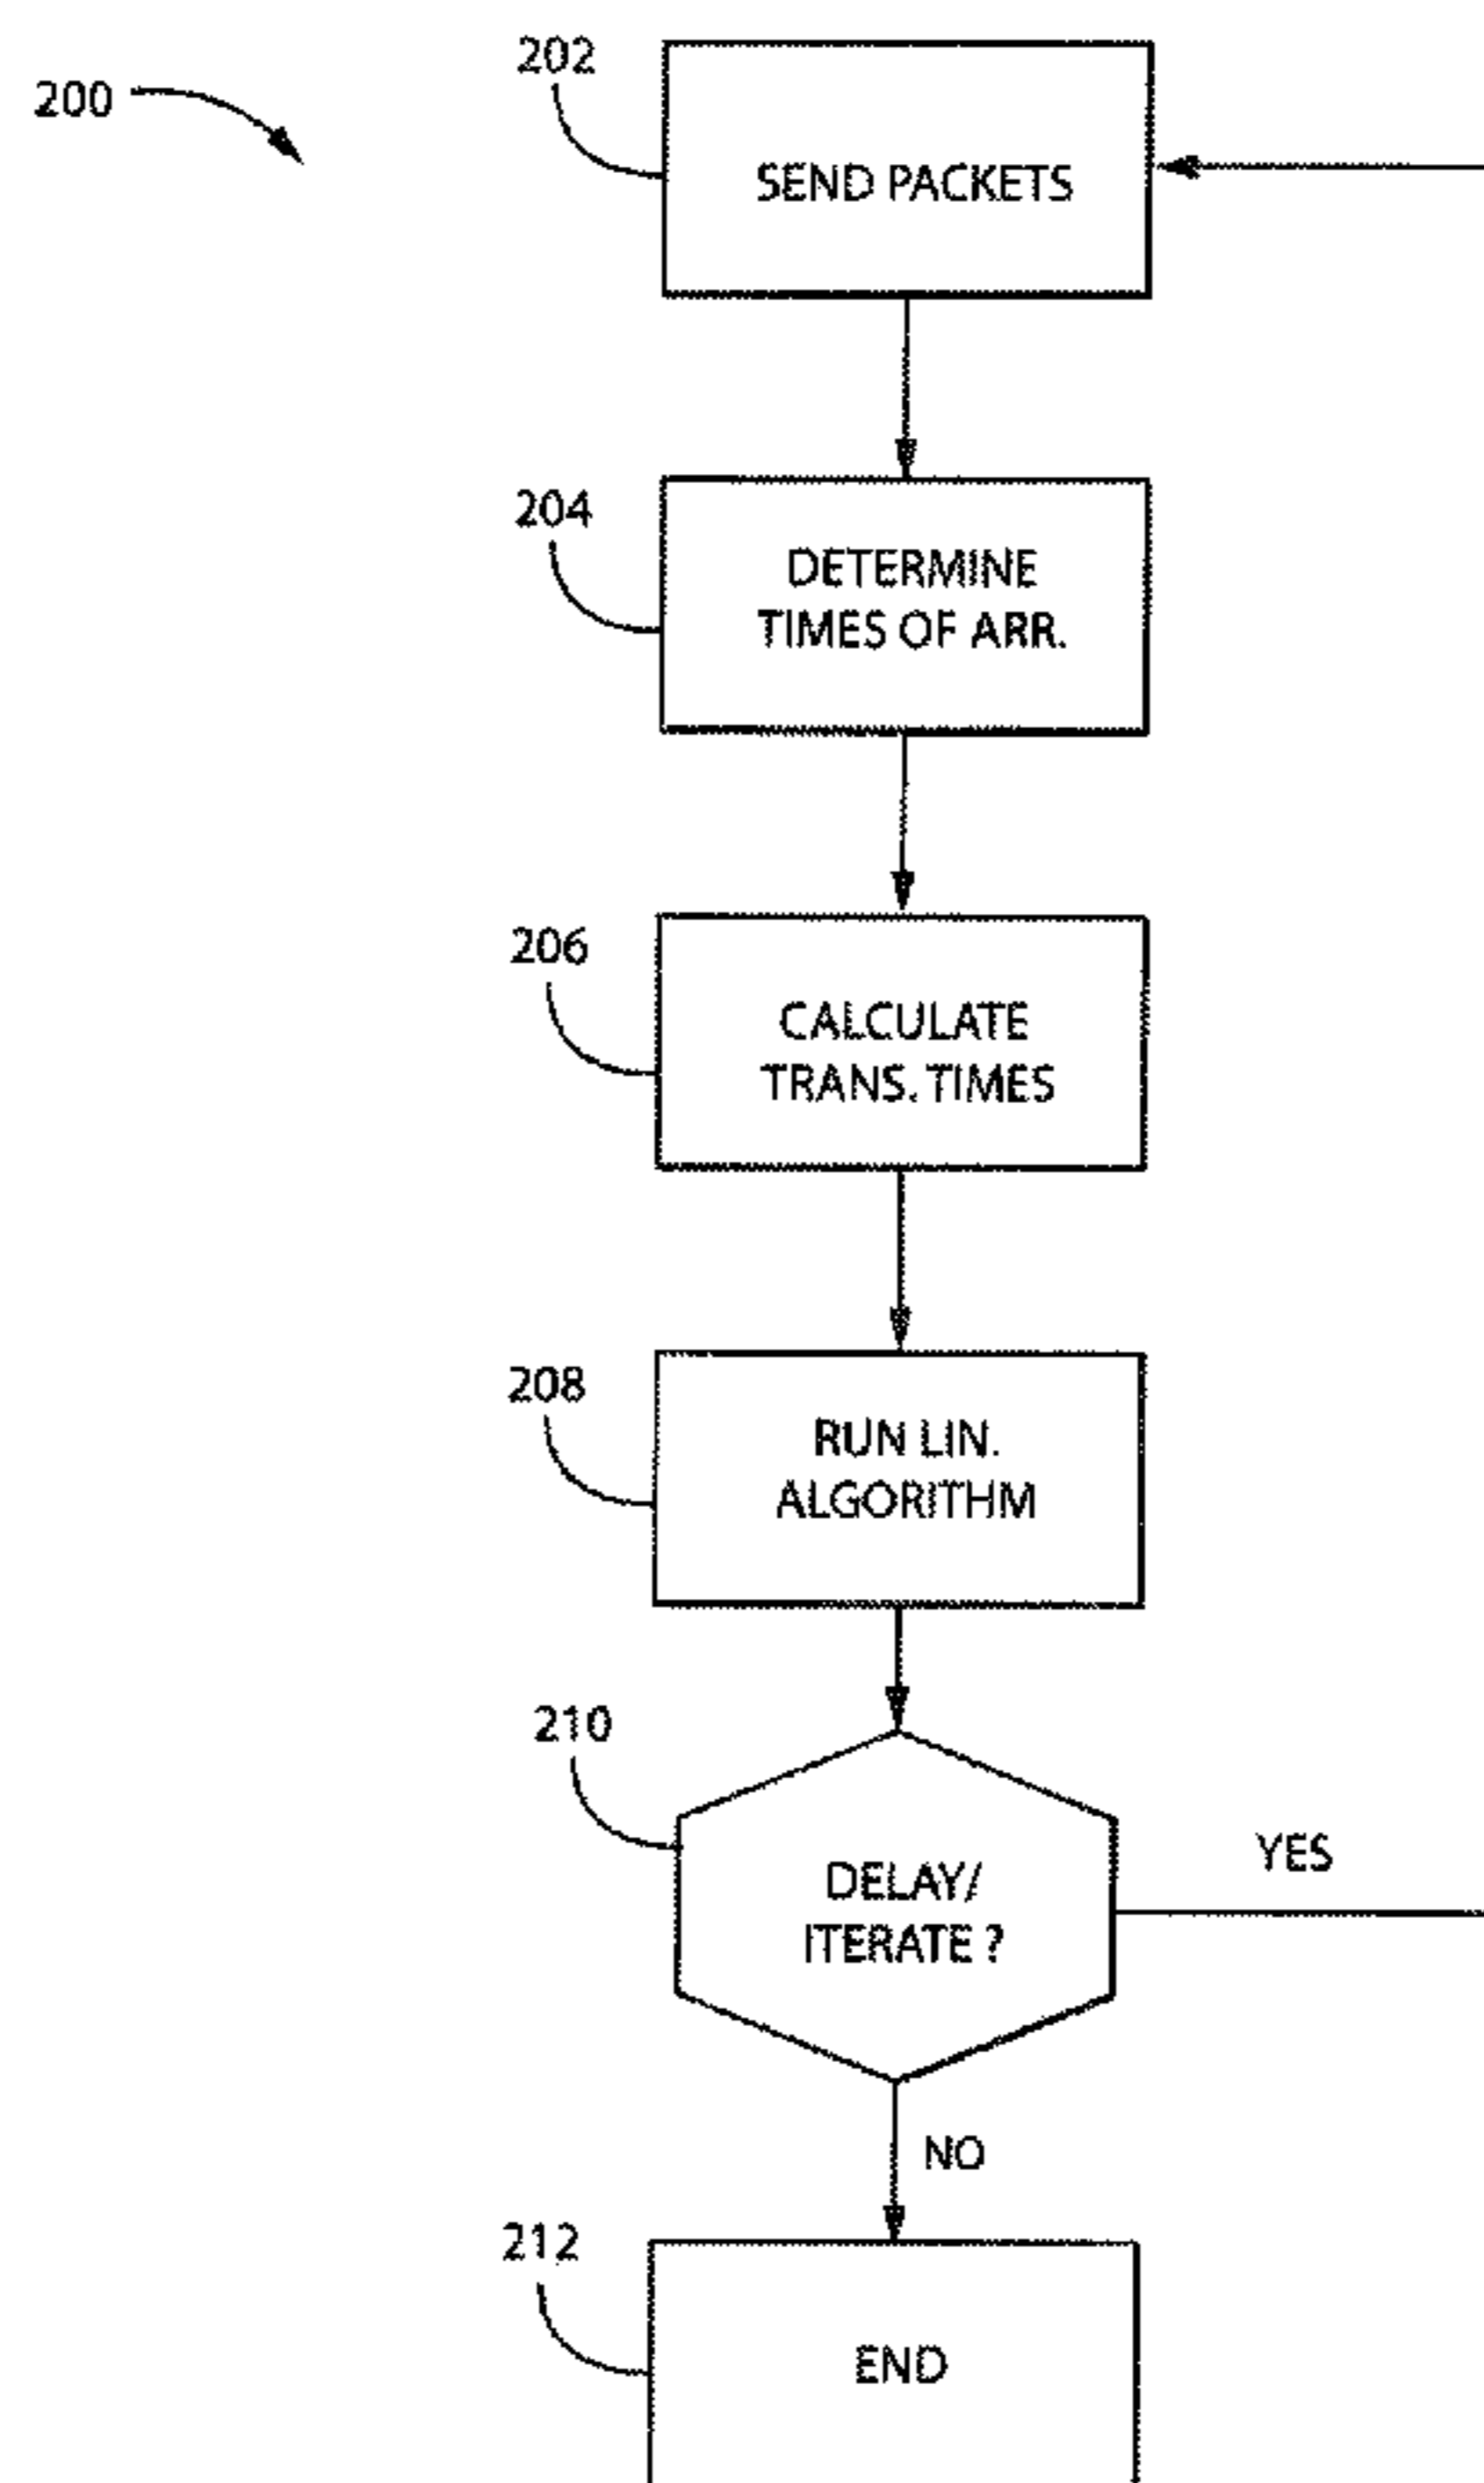 200
202
SEND PACKETS
204
DETERMINE
TIMES OF ARR.
206
CALCULATE
TRANS. TIMES
208
RUN LIN.
ALGORITHM
210
DELAY/
ITERATE ?
YES
NO
212
END